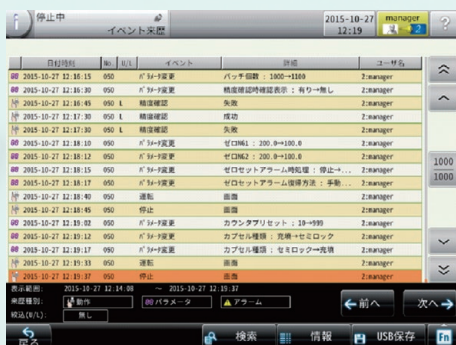 停止中
イベント来歴
2015-10-27
12:19
manager
2
日付時刻 No. U/L イベント 詳細 ユーザ名
2015-10-27 12:16:15 050 ﾊﾟﾗﾒｰﾀ変更 バッチ個数 : 1000→1100 2:manager
2015-10-27 12:16:30 050 ﾊﾟﾗﾒｰﾀ変更 精度確認時確認表示 : 有り→無し 2:manager
2015-10-27 12:16:45 050 L 精度確認 失敗 2:manager
2015-10-27 12:17:30 050 L 精度確認 成功 2:manager
2015-10-27 12:17:30 050 L 精度確認 失敗 2:manager
2015-10-27 12:18:10 050 ﾊﾟﾗﾒｰﾀ変更 ゼロNG1 : 200.0→100.0 2:manager
2015-10-27 12:18:12 050 ﾊﾟﾗﾒｰﾀ変更 ゼロNG2 : 200.0→100.0 2:manager
2015-10-27 12:18:15 050 ﾊﾟﾗﾒｰﾀ変更 ゼロセットアラーム時処理 : 停止→... 2:manager
2015-10-27 12:18:17 050 ﾊﾟﾗﾒｰﾀ変更 ゼロセットアラーム復帰方法 : 手動... 2:manager
2015-10-27 12:18:40 050 運転 画面 2:manager
2015-10-27 12:18:45 050 停止 画面 2:manager
2015-10-27 12:19:02 050 ﾊﾟﾗﾒｰﾀ変更 カウンタプリセット : 10→999 2:manager
2015-10-27 12:19:12 050 ﾊﾟﾗﾒｰﾀ変更 カプセル種類 : 充填→セミロック 2:manager
2015-10-27 12:19:17 050 ﾊﾟﾗﾒｰﾀ変更 カプセル種類 : セミロック→充填 2:manager
2015-10-27 12:19:33 050 運転 画面 2:manager
2015-10-27 12:19:37 050 停止 画面 2:manager
1000
1000
表示範囲: 2015-10-27 12:14:08 ~ 2015-10-27 12:19:37
来歴種別: 動作 パラメータ アラーム ←前へ 次へ→
絞込(U/L): 無し
戻る 検索 情報 USB保存 Fn